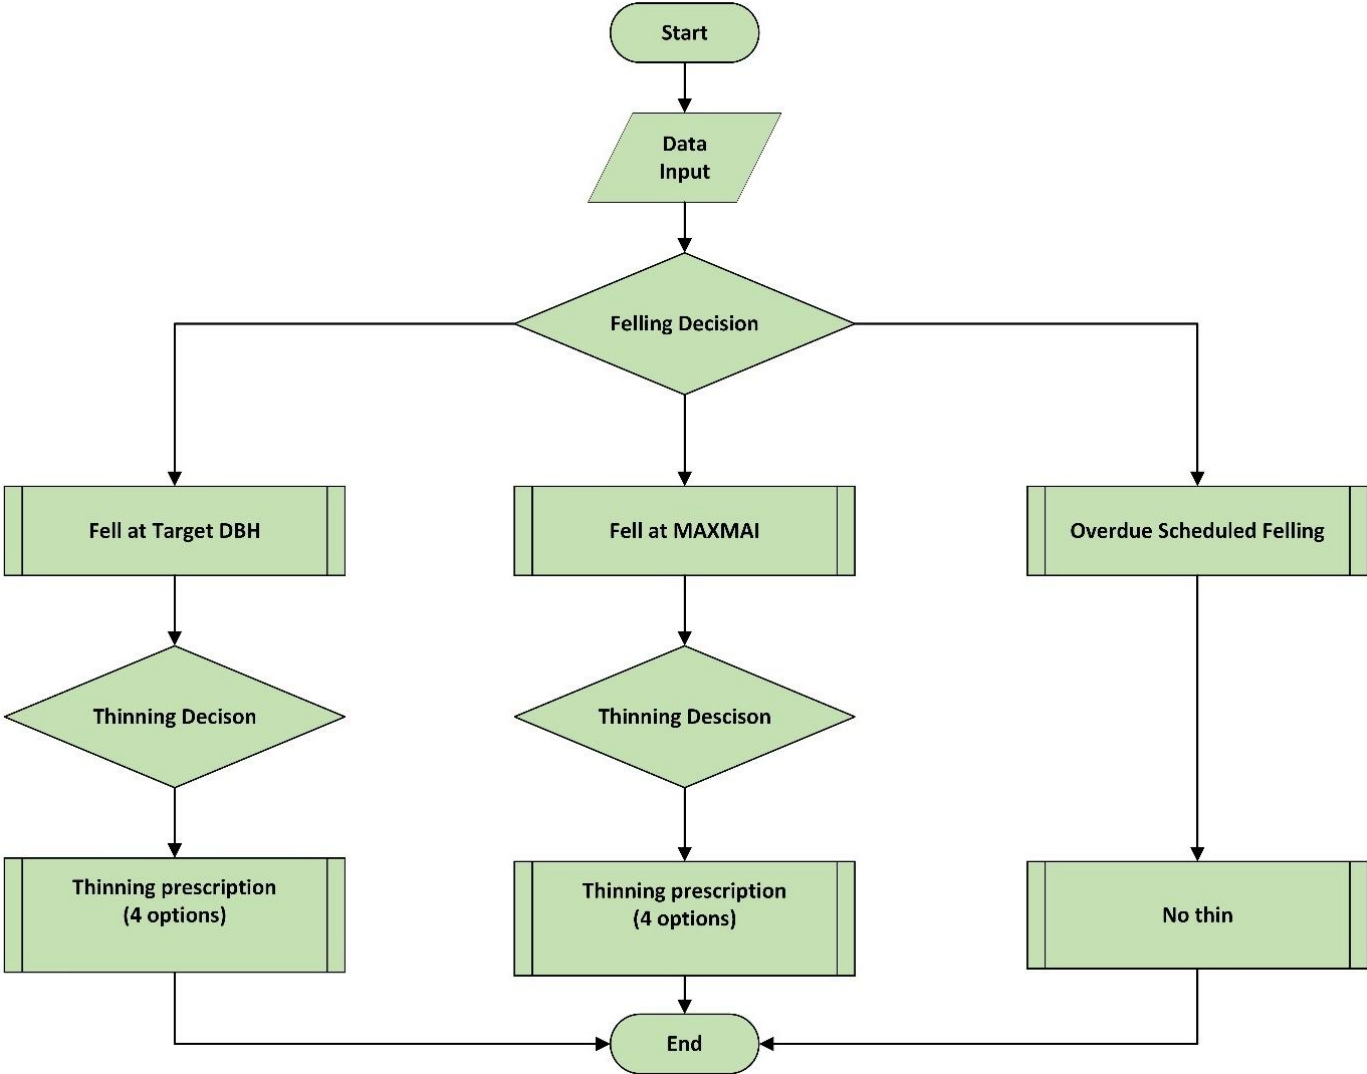 Start
Data
Input
Felling Decision
Fell at Target DBH
Fell at MAXMAI
Overdue Scheduled Felling
Thinning Decison
Thinning Descison
Thinning prescription
(4 options)
Thinning prescription
(4 options)
No thin
End